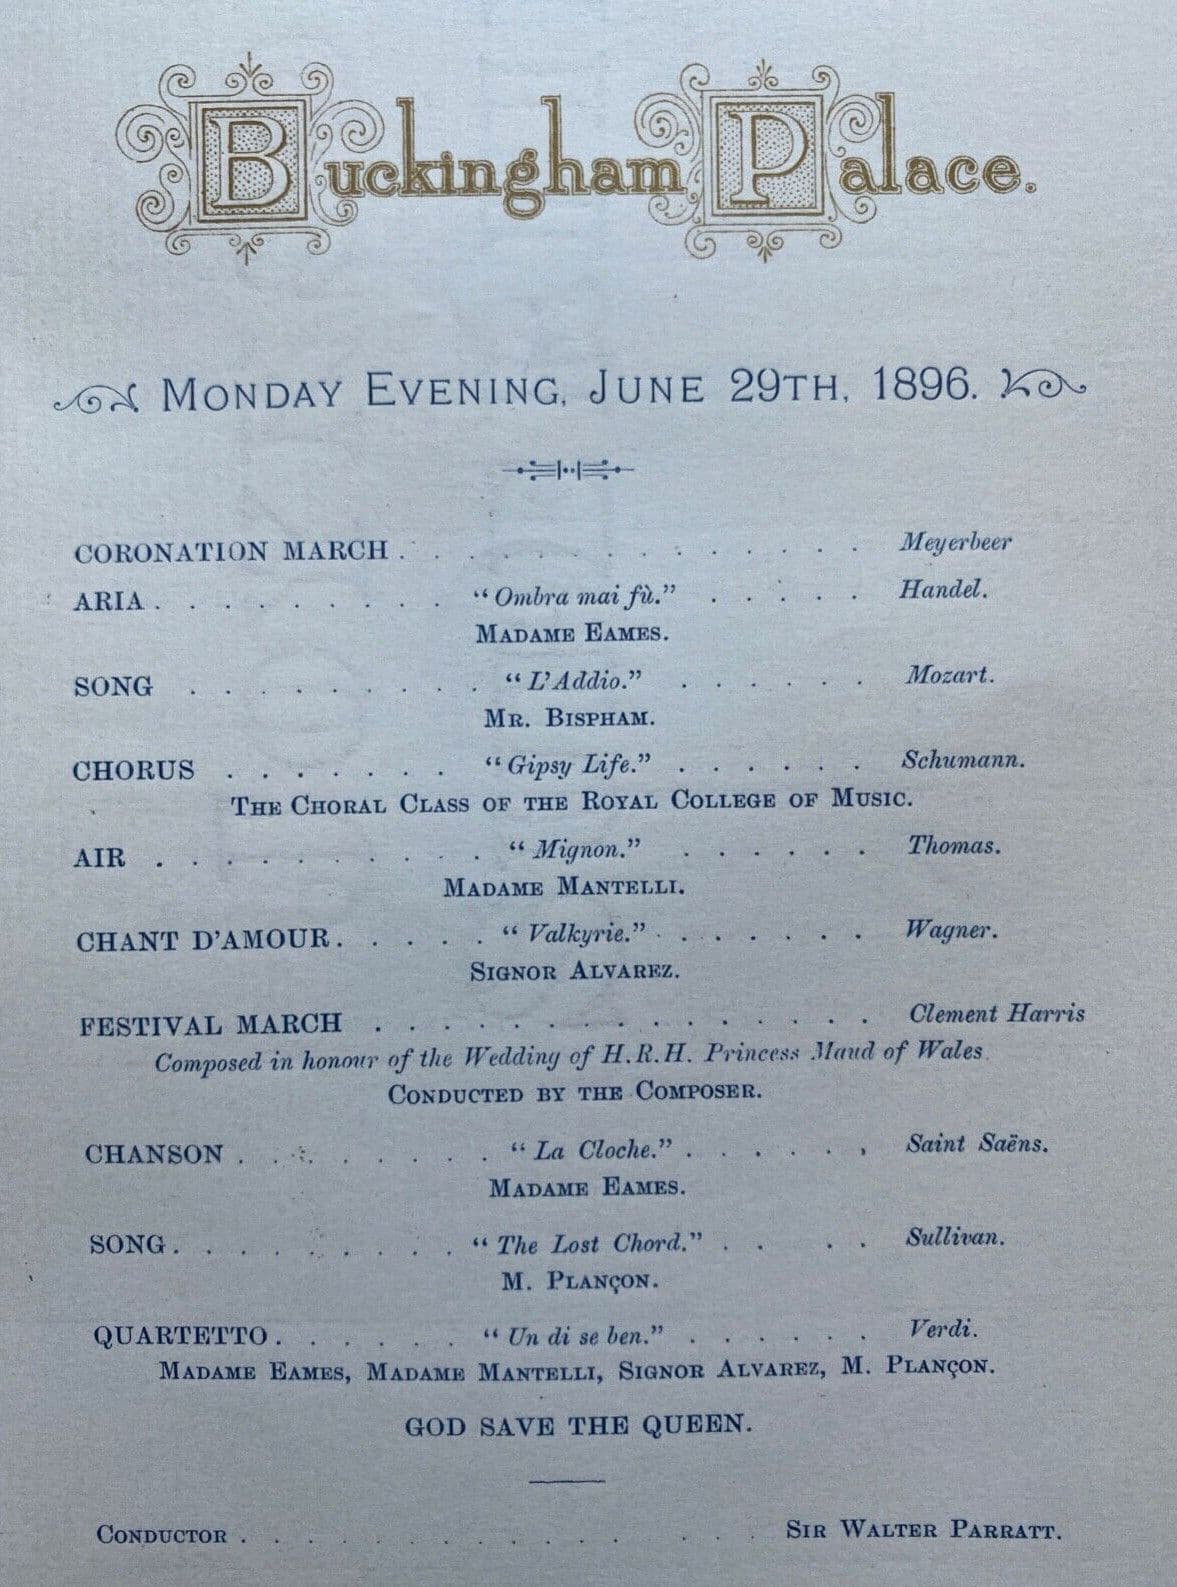 Buckingham Palace.
MONDAY EVENING, JUNE 29TH, 1896.
CORONATION MARCH . . . . . . . . . . . . . . Meyerbeer
ARIA . . . . . . . . . "Ombra mai fù." . . . . . Handel.
MADAME EAMES.
SONG . . . . . . . . . "L'Addio." . . . . . . Mozart.
MR. BISPHAM.
CHORUS . . . . . . . "Gipsy Life." . . . . . . Schumann.
THE CHORAL CLASS OF THE ROYAL COLLEGE OF MUSIC.
AIR . . . . . . . . . . "Mignon." . . . . . . Thomas.
MADAME MANTELLI.
CHANT D'AMOUR. . . . . "Valkyrie." . . . . . . . Wagner.
SIGNOR ALVAREZ.
FESTIVAL MARCH . . . . . . . . . . . . . . . Clement Harris
Composed in honour of the Wedding of H.R.H. Princess Maud of Wales.
CONDUCTED BY THE COMPOSER.
CHANSON . . . . . . . . "La Cloche." . . . . . . Saint Saëns.
MADAME EAMES.
SONG. . . . . . . . . "The Lost Chord." . . . . Sullivan.
M. PLANÇON.
QUARTETTO. . . . . . "Un di se ben." . . . . . . Verdi.
MADAME EAMES, MADAME MANTELLI, SIGNOR ALVAREZ, M. PLANÇON.
GOD SAVE THE QUEEN.
CONDUCTOR . . . . . . . . . . . . . SIR WALTER PARRATT.